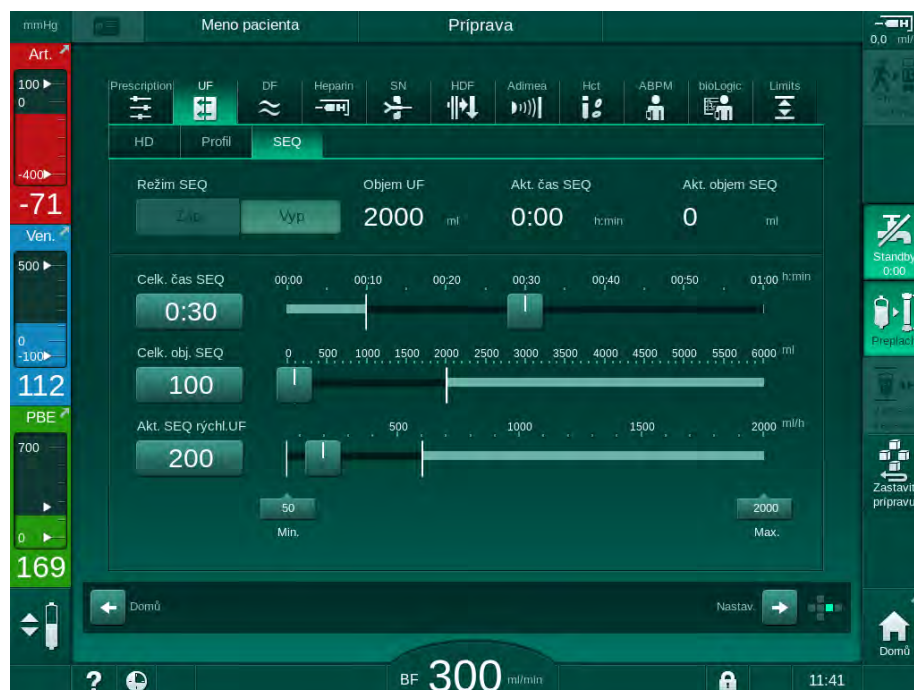 mmHg
Meno pacienta
Príprava
0,0 ml/
Art.
100
0
-400
-71
Ven.
500
0
-100
112
PBE
700
0
169
Prescription UF DF Heparin SN HDF Adimea Hct ABPM bioLogic Limits
HD Profil SEQ
Režim SEQ Objem UF Akt. čas SEQ Akt. objem SEQ
Zap Vyp 2000 ml 0:00 h:min 0 ml
Celk. čas SEQ 00:00 00:10 00:20 00:30 00:40 00:50 01:00 h:min
0:30
Celk. obj. SEQ 0 500 1000 1500 2000 2500 3000 3500 4000 4500 5000 5500 6000 ml
100
Akt. SEQ rýchl.UF 500 1000 1500 2000 ml/h
200
50 2000
Min. Max.
Domů Nastav.
Standby
0:00
Preplach
Zastaviť
prípravu
Domů
? BF 300 ml/min 11:41